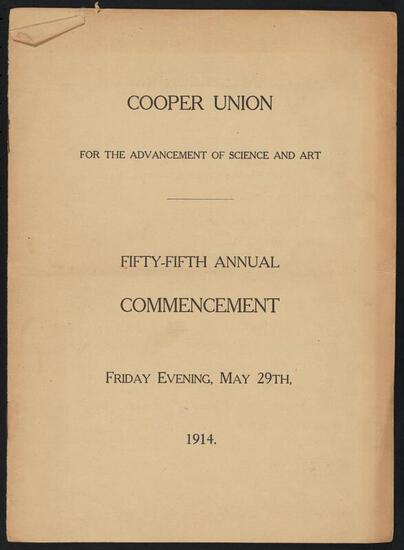 COOPER UNION
FOR THE ADVANCEMENT OF SCIENCE AND ART
FIFTY-FIFTH ANNUAL
COMMENCEMENT
FRIDAY EVENING, MAY 29TH,
1914.